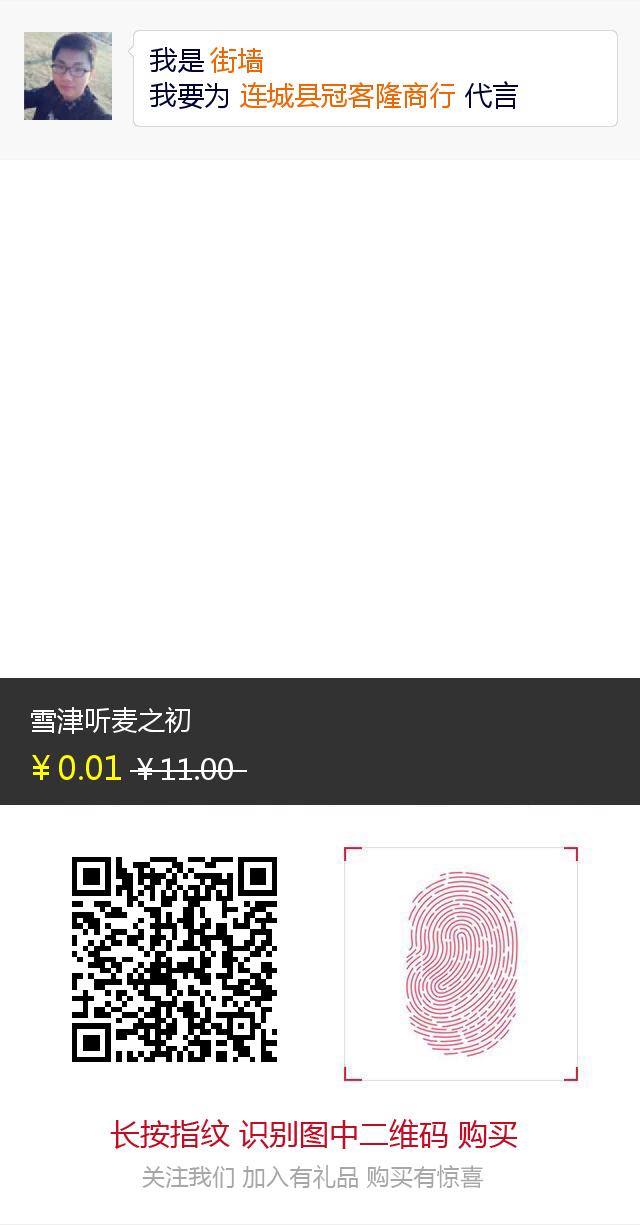 我是 街墙
我要为 连城县冠客隆商行 代言
雪津听麦之初
¥0.01 ¥11.00
长按指纹 识别图中二维码 购买
关注我们 加入有礼品 购买有惊喜